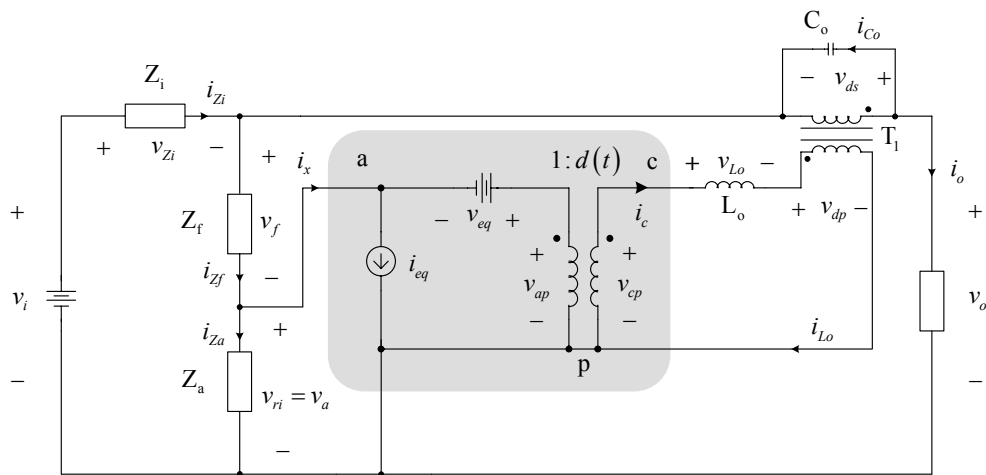 C_o
i_Co
− v_ds +
Z_i
i_Zi
+ v_Zi −
T_1
+
i_x
a
1:d(t)
c
+ v_Lo −
i_o
Z_f
v_f
− v_eq +
i_c
L_o
+ v_dp −
+
+
i_Zf
−
i_eq
+
v_ap
−
+
v_cp
−
v_i
v_o
i_Za
+
i_Lo
−
Z_a
p
−
v_ri = v_a
−